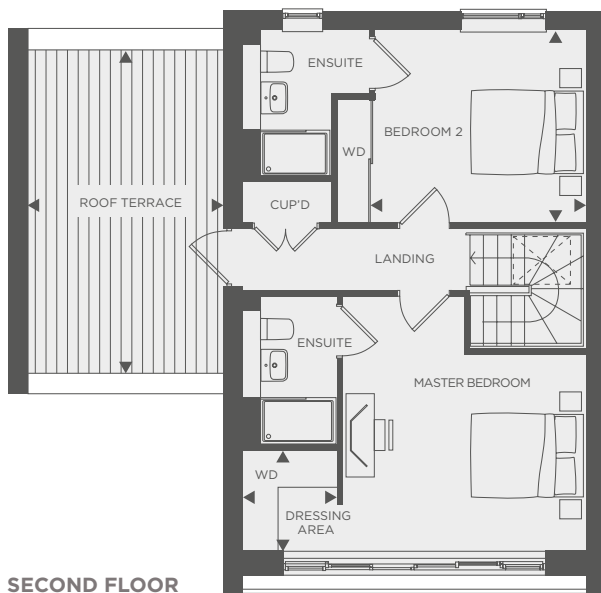 ENSUITE
BEDROOM 2
WD
ROOF TERRACE
CUP'D
LANDING
ENSUITE
MASTER BEDROOM
WD
DRESSING
AREA
SECOND FLOOR